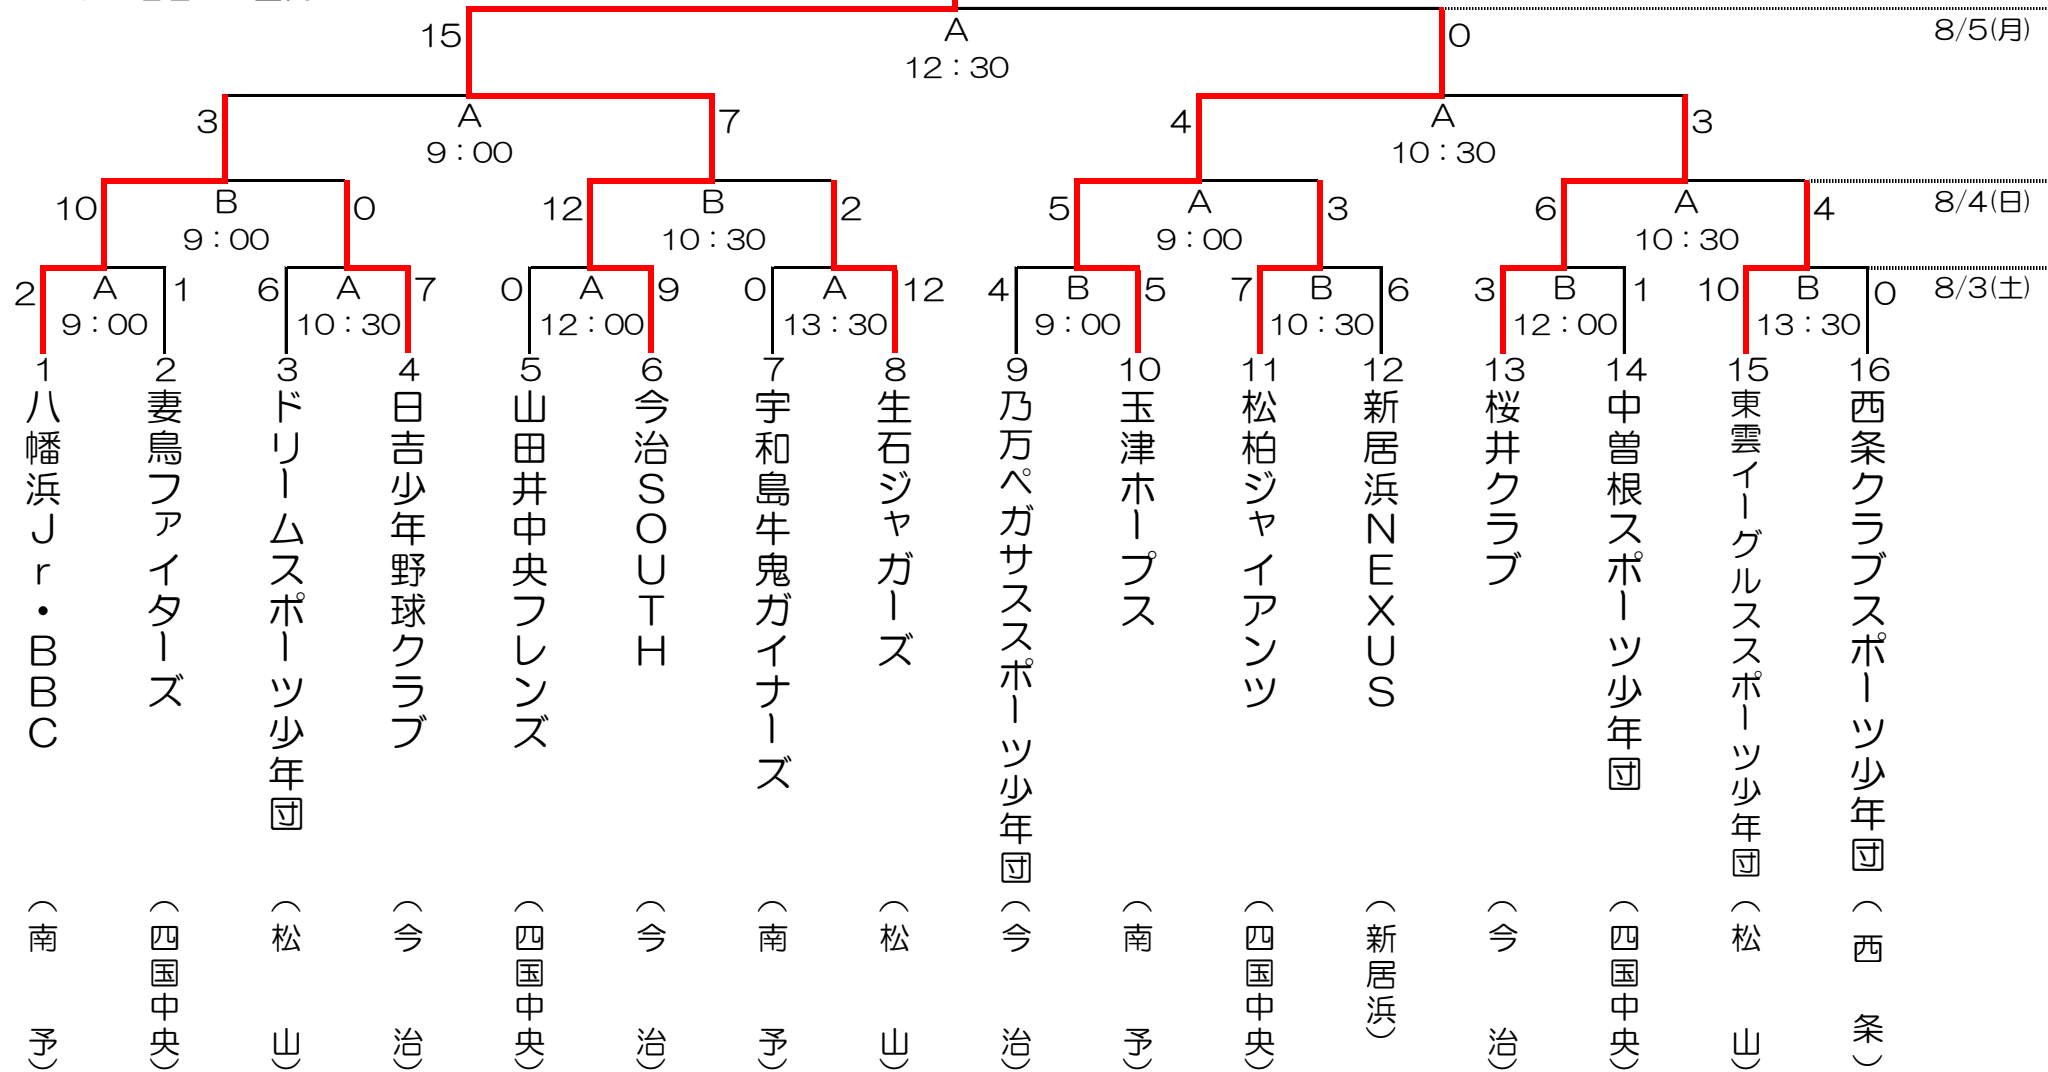 15
A
0
8/5(月)
12：30
3
A
7
4
A
3
9：00
10：30
10
B
0
12
B
2
5
A
3
6
A
4
8/4(日)
9：00
10：30
9：00
10：30
2
A
1
6
A
7
0
A
9
0
A
12
4
B
5
7
B
6
3
B
1
10
B
0
8/3(土)
9：00
10：30
12：00
13：30
9：00
10：30
12：00
13：30
1
2
3
4
5
6
7
8
9
10
11
12
13
14
15
16
八幡浜Jr・BBC
妻鳥ファイターズ
ドリームスポーツ少年団
日吉少年野球クラブ
山田井中央フレンズ
今治SOUTH
宇和島牛鬼ガイナーズ
生石ジャガーズ
乃万ペガサススポーツ少年団
玉津ホープス
松柏ジャイアンツ
新居浜NEXUS
桜井クラブ
中曽根スポーツ少年団
東雲イーグルススポーツ少年団
西条クラブスポーツ少年団
（南予）
（四国中央）
（松山）
（今治）
（四国中央）
（今治）
（南予）
（松山）
（今治）
（南予）
（四国中央）
（新居浜）
（今治）
（四国中央）
（松山）
（西条）